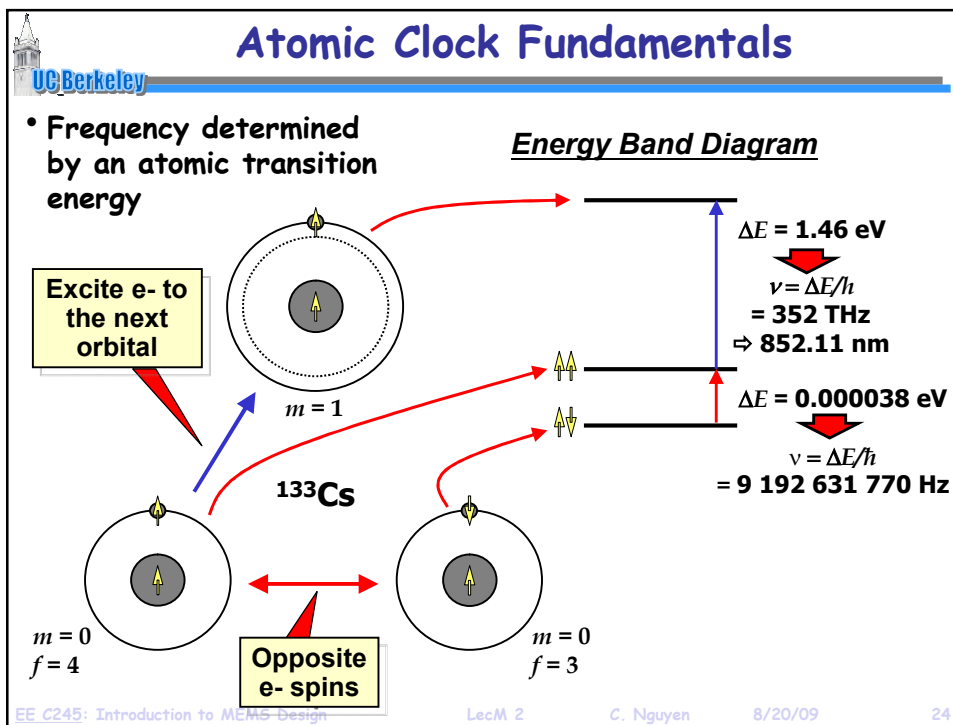 Atomic Clock Fundamentals
UC Berkeley
• Frequency determined
by an atomic transition
energy
Energy Band Diagram
ΔE = 1.46 eV
ν = ΔE/h
= 352 THz
⇨ 852.11 nm
Excite e- to
the next
orbital
m = 1
ΔE = 0.000038 eV
ν = ΔE/ħ
= 9 192 631 770 Hz
133Cs
m = 0
f = 4
Opposite
e- spins
m = 0
f = 3
EE C245: Introduction to MEMS Design LecM 2 C. Nguyen 8/20/09 24